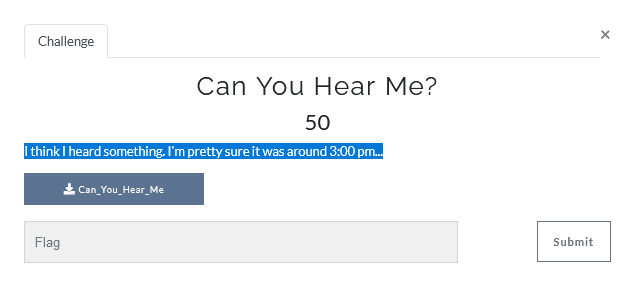 Challenge
×
Can You Hear Me?
50
I think I heard something. I'm pretty sure it was around 3:00 pm...
Can_You_Hear_Me
Flag
Submit